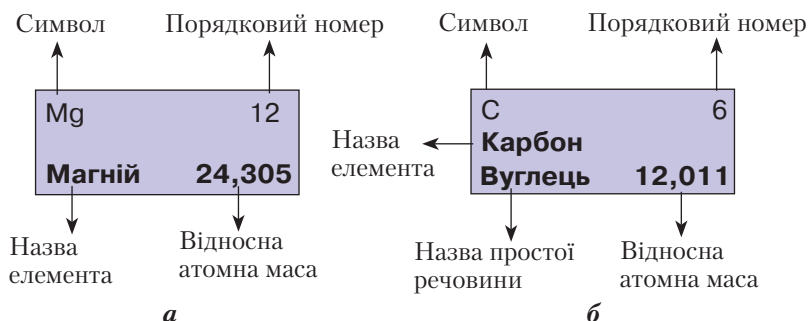 Символ
Порядковий номер
Mg
12
Магній
24,305
Назва
елемента
Відносна
атомна маса
а
Символ
Порядковий номер
C
6
Назва
елемента
Карбон
Вуглець
12,011
Назва простої
речовини
Відносна
атомна маса
б